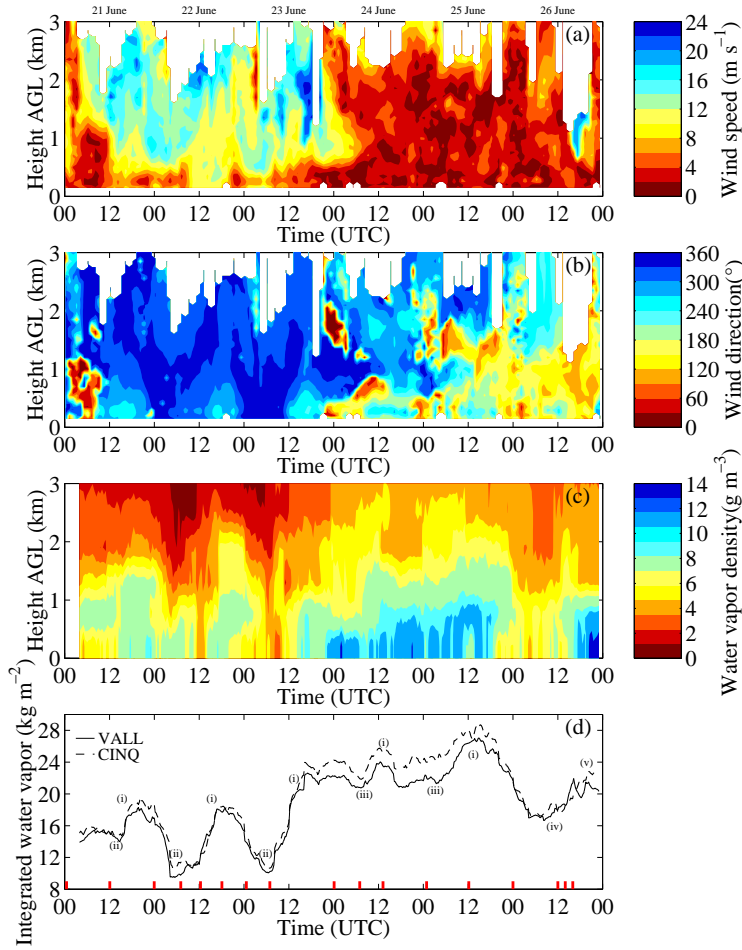 21 June 22 June 23 June 24 June 25 June 26 June
(a)
Height AGL (km)
3
2
1
0
00 12 00 12 00 12 00 12 00 12 00 12 00
Time (UTC)
24
20
16
12
8
4
0
Wind speed (m s⁻¹)
(b)
Height AGL (km)
3
2
1
0
00 12 00 12 00 12 00 12 00 12 00 12 00
Time (UTC)
360
300
240
180
120
60
0
Wind direction(°)
(c)
Height AGL (km)
3
2
1
0
00 12 00 12 00 12 00 12 00 12 00 12 00
Time (UTC)
14
12
10
8
6
4
2
0
Water vapor density(g m⁻³)
(d)
Integrated water vapor (kg m⁻²)
28
24
20
16
12
8
VALL
CINQ
(i) (ii) (ii) (i) (ii) (i) (iii) (i) (iii) (i) (iv) (v)
00 12 00 12 00 12 00 12 00 12 00 12 00
Time (UTC)